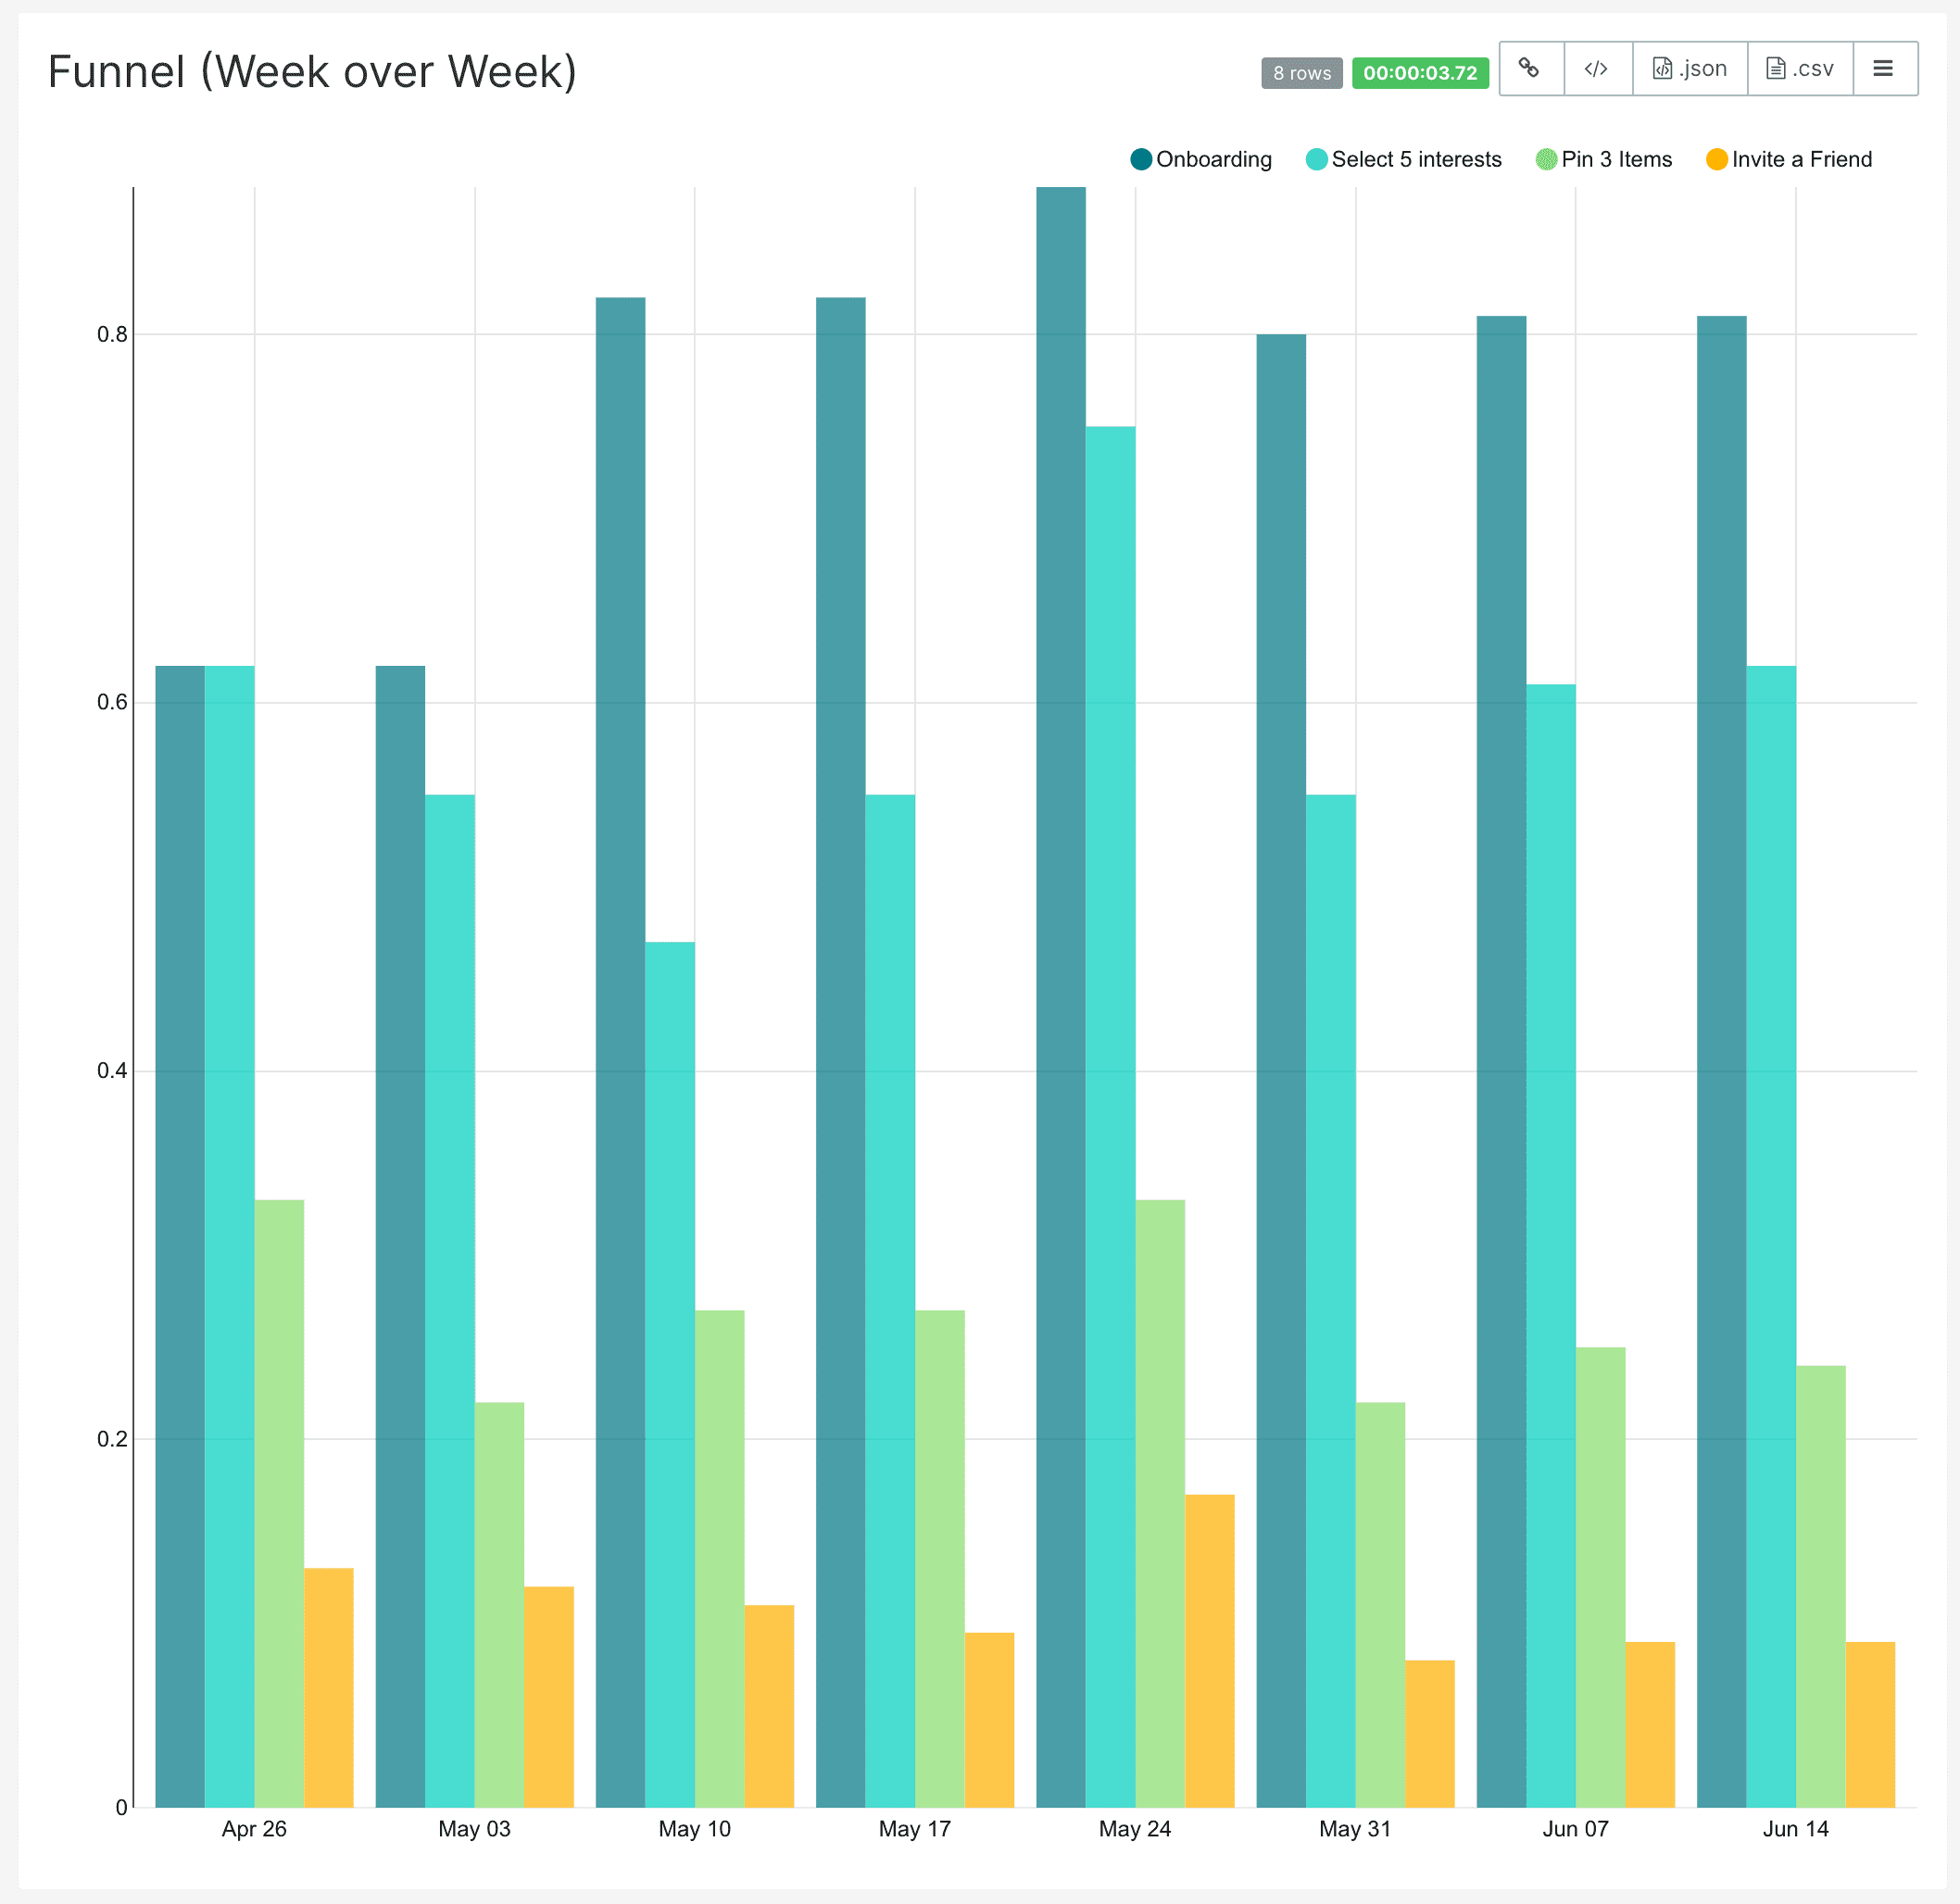 Funnel (Week over Week)
8 rows 00:00:03.72 </> .json .csv
Onboarding Select 5 interests Pin 3 Items Invite a Friend
0.8
0.6
0.4
0.2
0
Apr 26 May 03 May 10 May 17 May 24 May 31 Jun 07 Jun 14